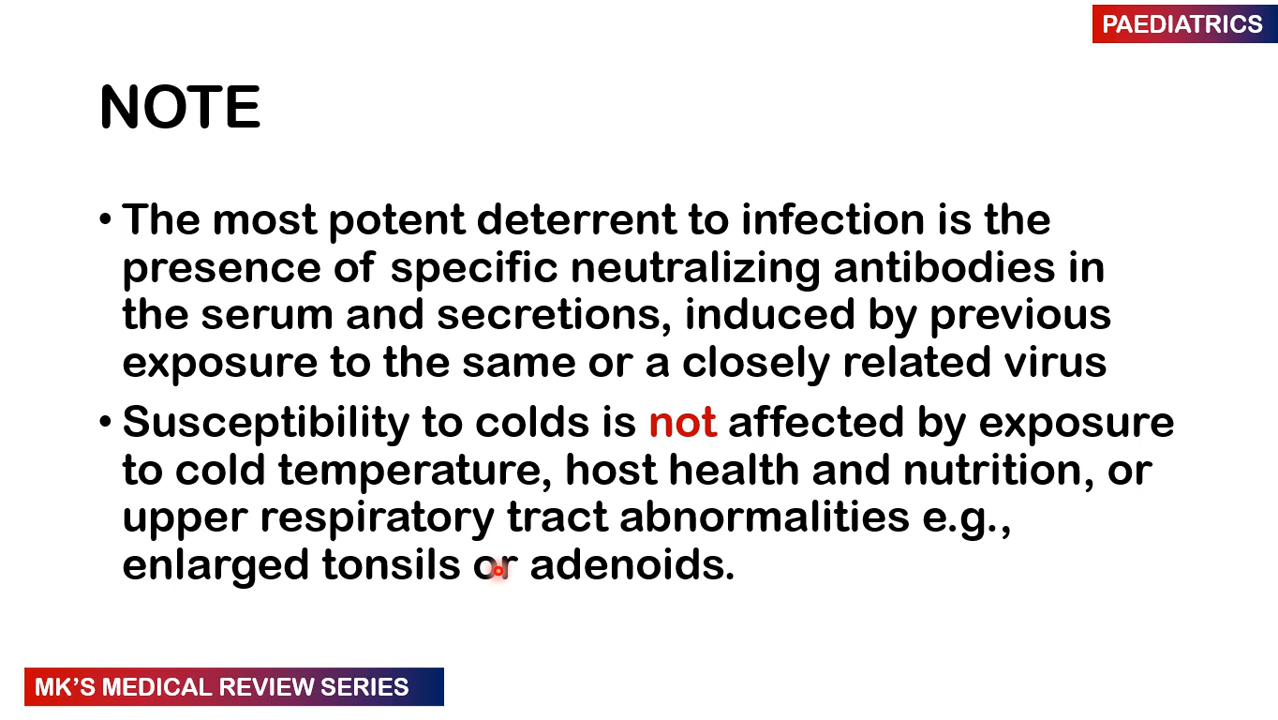 PAEDIATRICS
NOTE
• The most potent deterrent to infection is the
presence of specific neutralizing antibodies in
the serum and secretions, induced by previous
exposure to the same or a closely related virus
• Susceptibility to colds is not affected by exposure
to cold temperature, host health and nutrition, or
upper respiratory tract abnormalities e.g.,
enlarged tonsils or adenoids.
MK'S MEDICAL REVIEW SERIES